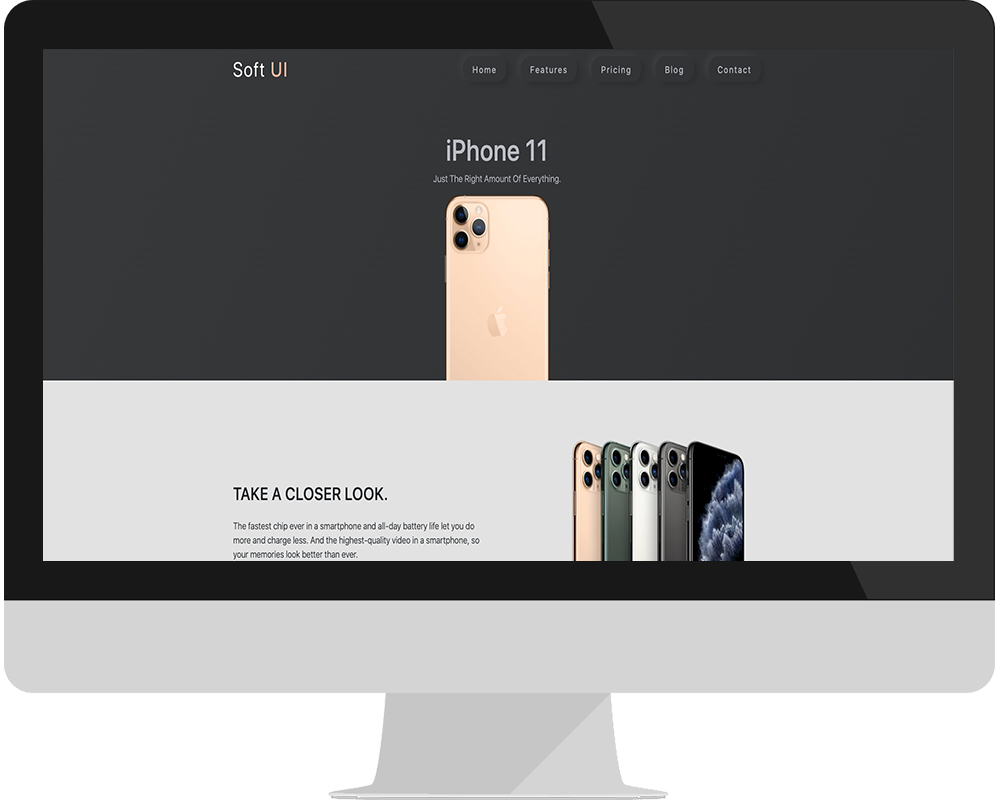 Soft UI
Home Features Pricing Blog Contact
iPhone 11
Just The Right Amount Of Everything.
TAKE A CLOSER LOOK.
The fastest chip ever in a smartphone and all-day battery life let you do
more and charge less. And the highest-quality video in a smartphone, so
your memories look better than ever.